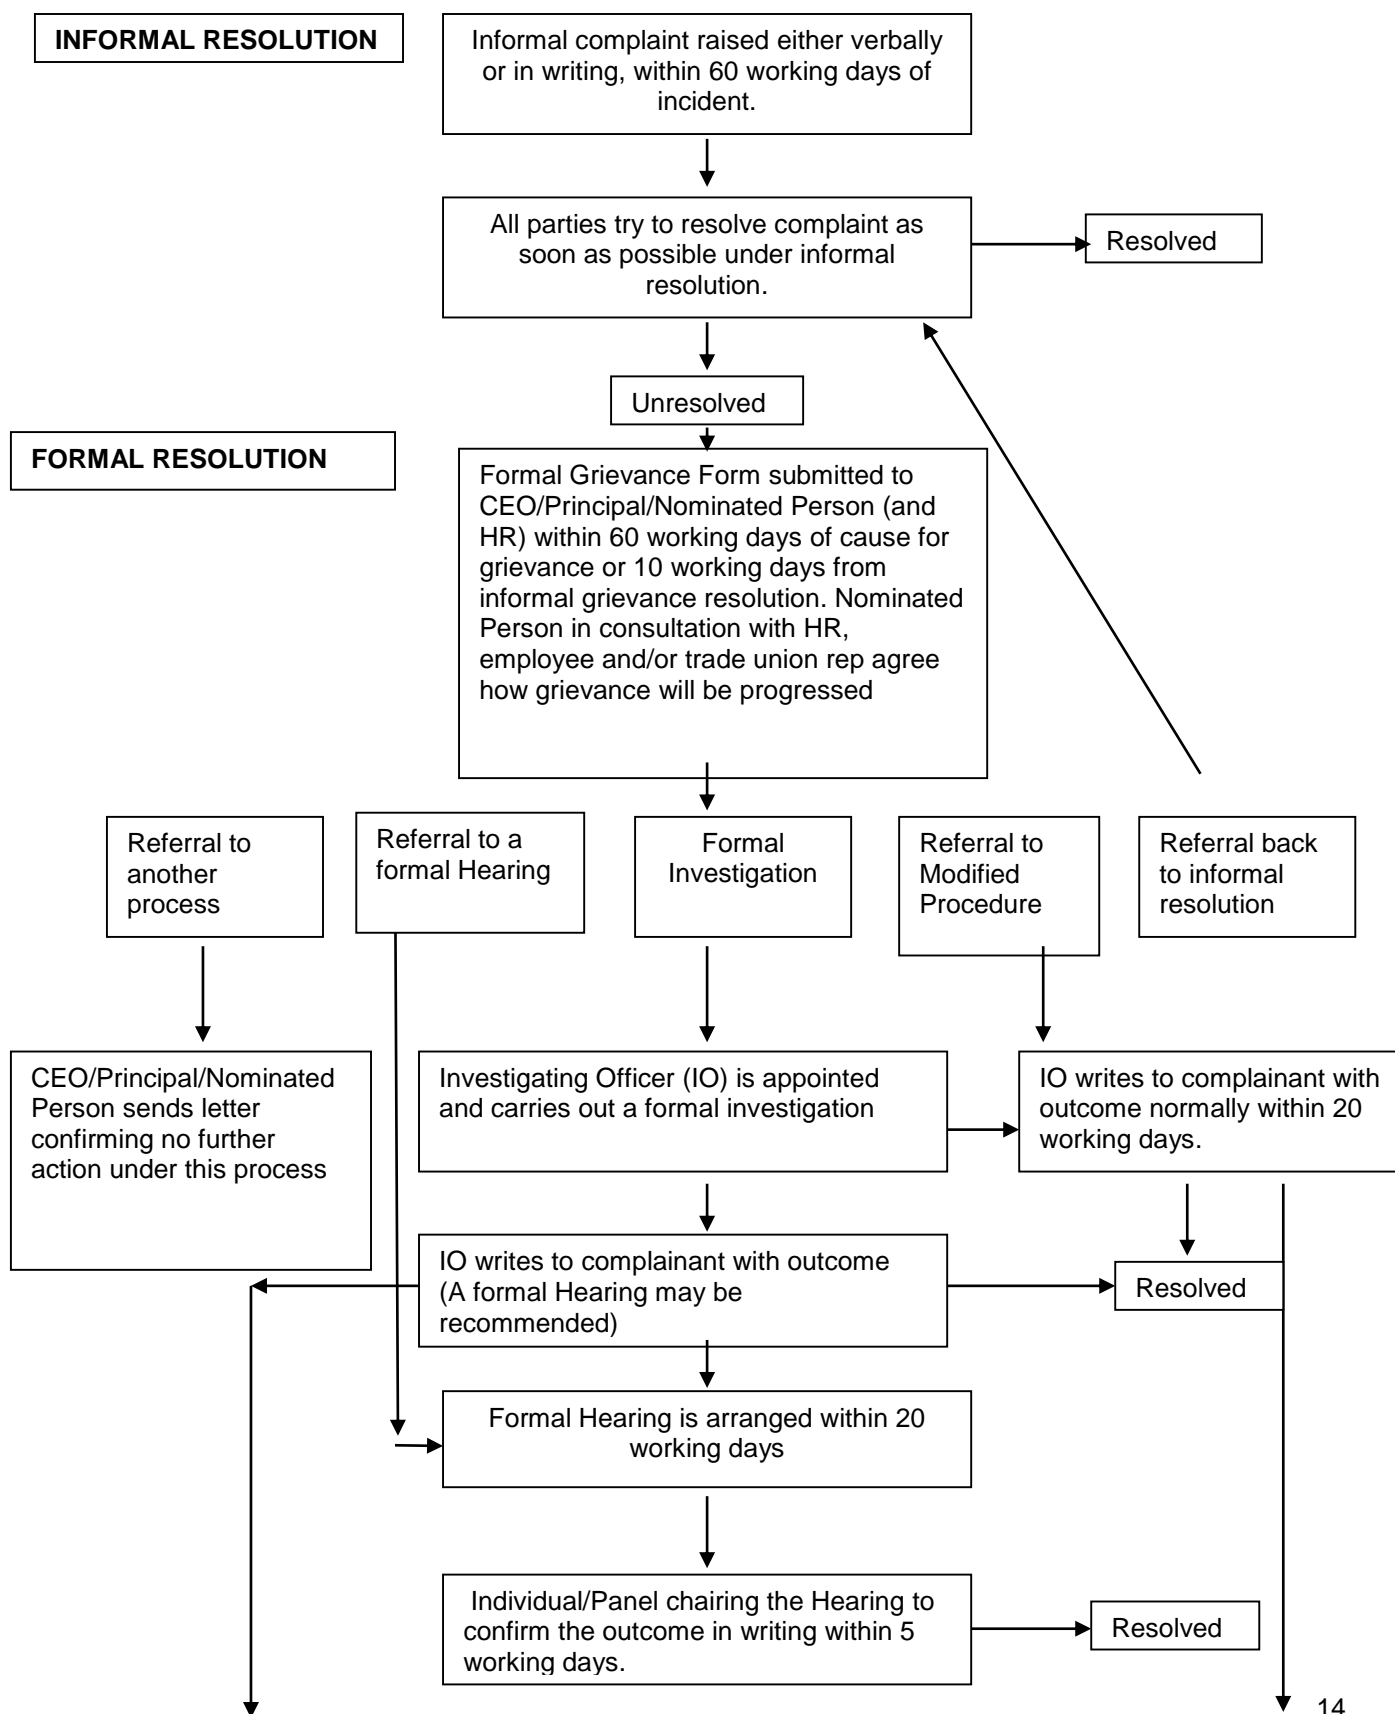 INFORMAL RESOLUTION
Informal complaint raised either verbally
or in writing, within 60 working days of
incident.
All parties try to resolve complaint as
soon as possible under informal
resolution.
Resolved
Unresolved
FORMAL RESOLUTION
Formal Grievance Form submitted to
CEO/Principal/Nominated Person (and
HR) within 60 working days of cause for
grievance or 10 working days from
informal grievance resolution. Nominated
Person in consultation with HR,
employee and/or trade union rep agree
how grievance will be progressed
Referral to
another
process
Referral to a
formal Hearing
Formal
Investigation
Referral to
Modified
Procedure
Referral back
to informal
resolution
CEO/Principal/Nominated
Person sends letter
confirming no further
action under this process
Investigating Officer (IO) is appointed
and carries out a formal investigation
IO writes to complainant with
outcome normally within 20
working days.
IO writes to complainant with outcome
(A formal Hearing may be
recommended)
Resolved
Formal Hearing is arranged within 20
working days
Individual/Panel chairing the Hearing to
confirm the outcome in writing within 5
working days.
Resolved
14